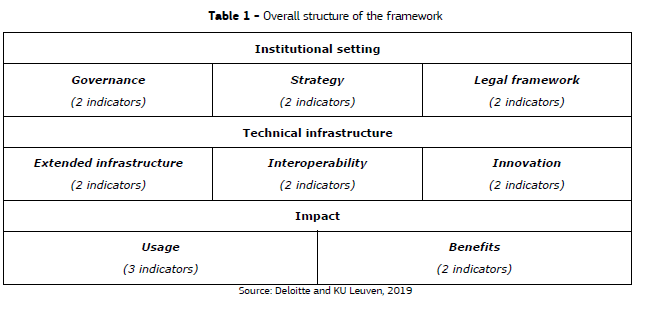 Table 1 – Overall structure of the framework
Institutional setting
Governance
(2 indicators)
Strategy
(2 indicators)
Legal framework
(2 indicators)
Technical infrastructure
Extended infrastructure
(2 indicators)
Interoperability
(2 indicators)
Innovation
(2 indicators)
Impact
Usage
(3 indicators)
Benefits
(2 indicators)
Source: Deloitte and KU Leuven, 2019